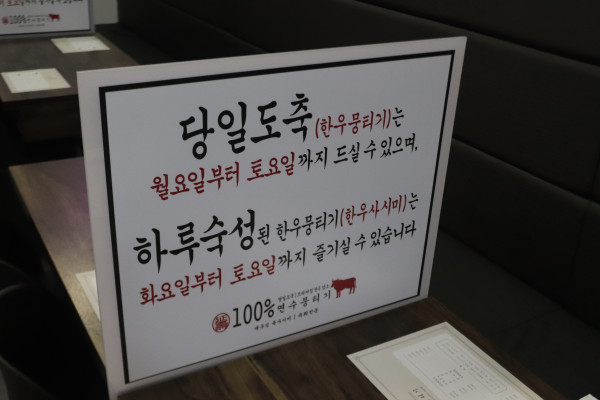 당일도축(한우뭉티기)는
월요일부터 토요일까지 드실 수 있으며,
하루숙성된 한우뭉티기(한우사시미)는
화요일부터 토요일까지 즐기실 수 있습니다
100%
연수뭉티기